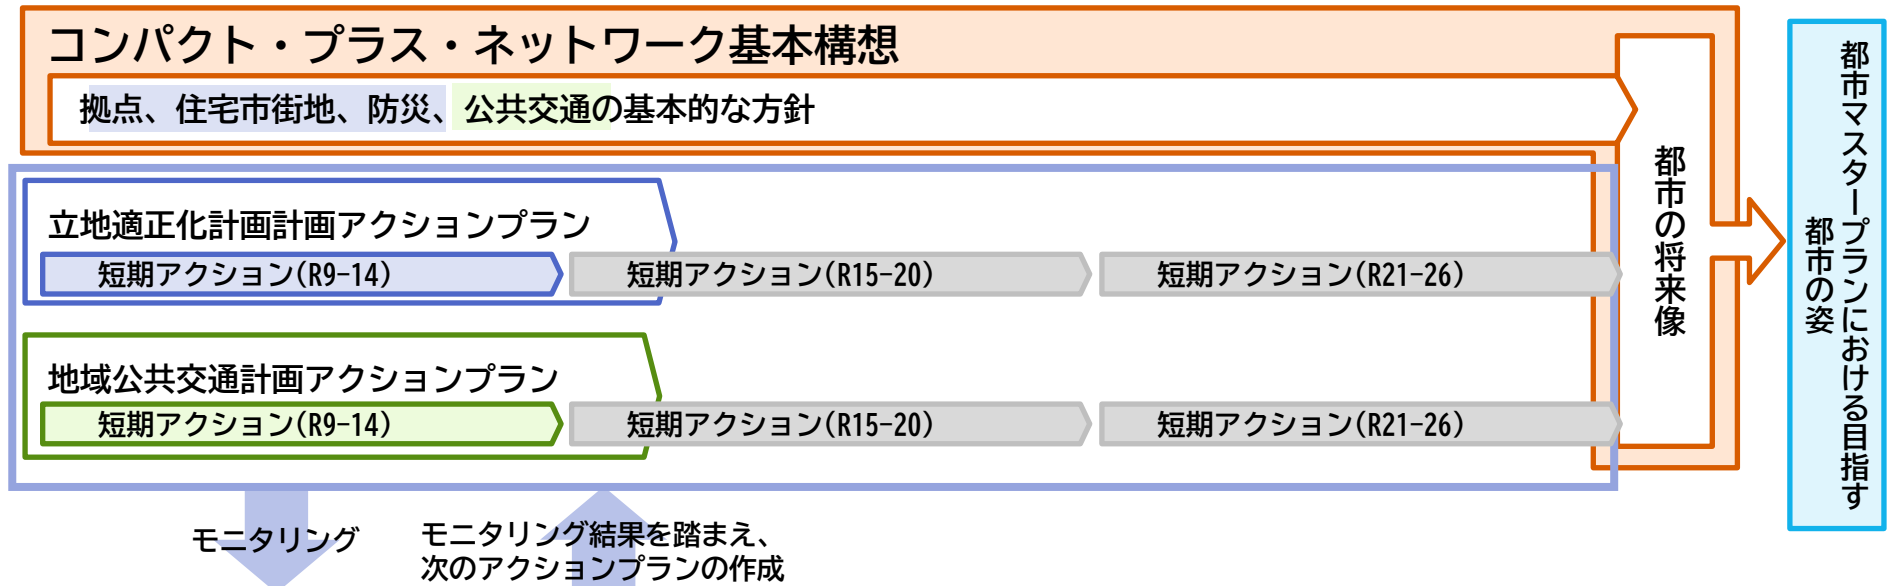 コンパクト・プラス・ネットワーク基本構想
拠点、住宅市街地、防災、公共交通の基本的な方針
立地適正化計画計画アクションプラン
短期アクション(R9-14)
短期アクション(R15-20)
短期アクション(R21-26)
地域公共交通計画アクションプラン
短期アクション(R9-14)
短期アクション(R15-20)
短期アクション(R21-26)
都市の将来像
都市マスタープランにおける目指す
都市の姿
モニタリング
モニタリング結果を踏まえ、
次のアクションプランの作成